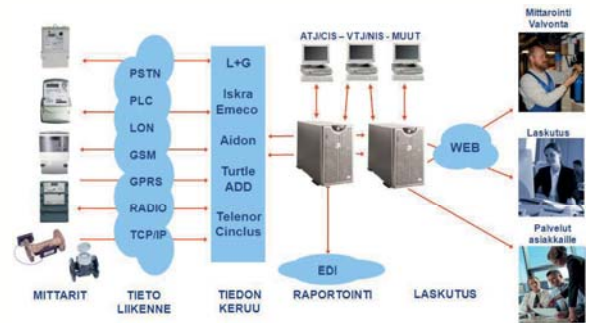 ATJ/CIS – VTJ/NIS - MUUT
Mittarointi
Valvonta
PSTN
PLC
LON
GSM
GPRS
RADIO
TCP/IP
L+G
Iskra
Emeco
Aidon
Turtle
ADD
Telenor
Cinclus
WEB
Laskutus
Palvelut
asiakkaille
EDI
MITTARIT
TIETO
LIIKENNE
TIEDON
KERUU
RAPORTOINTI
LASKUTUS